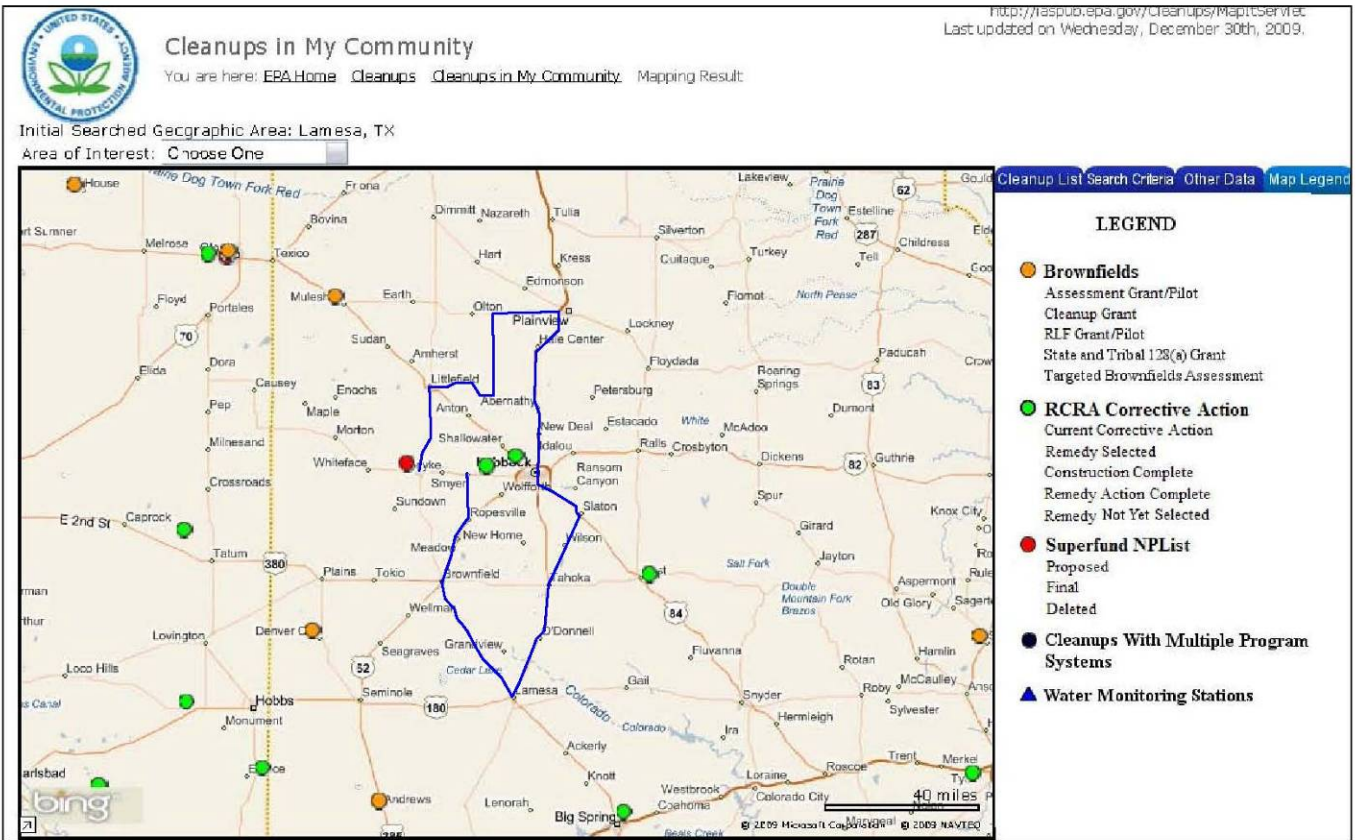 http://iaspub.epa.gov/Cleanups/MapItServlet
Last updated on Wednesday, December 30th, 2009.
UNITED STATES
ENVIRONMENTAL PROTECTION AGENCY
Cleanups in My Community
You are here: EPA Home Cleanups Cleanups in My Community Mapping Result
Initial Searched Geographic Area: Lamesa, TX
Area of Interest: Choose One
Cleanup List Search Criteria Other Data Map Legend
House
Prairie Dog Town Fork Red
Frona
Lakeview
Prairie Dog Town Fork Red
62
Bovina
Dimmitt
Nazareth
Tulia
Estelline
Silverton
287
Childress
rt Sumner
Melrose
Texico
Hart
Kress
Quitaque
Turkey
Tell
Edmonson
Floyd
Portales
Earth
Olton
Flomot
North Pease
Plainview
Lockney
70
Sudan
Hale Center
Amherst
Floydada
Paducah
Elida
Dora
Causey
Enochs
Littlefield
Roaring Springs
83
Petersburg
Pep
Maple
Anton
Abernathy
Dumont
Morton
New Deal
Estacado
White
McAdoo
Milnesand
Shallowater
Idalou
Ralls
Crosbyton
Whiteface
Dickens
82
Guthrie
Crossroads
Smyer
Wolfforth
Ransom Canyon
Sundown
Spur
E 2nd St
Caprock
Ropesville
Slaton
Knox City
New Home
Wilson
Girard
Meadow
Tatum
380
Plains
Tokio
Brownfield
Tahoka
Salt Fork
Jayton
Double Mountain Fork Brazos
Aspermont
Old Glory
Wellman
84
Lovington
O'Donnell
Seagraves
Grandview
Fluvanna
Rotan
Hamlin
Loco Hills
52
Cedar Lake
Gail
McCaulley
Seminole
Lamesa
Colorado
Snyder
Roby
Hobbs
180
Sylvester
Monument
Hermleigh
Colorado
Ira
Ackerly
arlsbad
Knott
Loraine
Roscoe
Trent
Merkel
Andrews
Lenorah
Westbrook
Coahoma
Colorado City
40 miles
Big Spring
bing
Beals Creek
© 2009 Microsoft Corporation © 2009 NAVTEQ
LEGEND
Brownfields
Assessment Grant/Pilot
Cleanup Grant
RLF Grant/Pilot
State and Tribal 128(a) Grant
Targeted Brownfields Assessment
RCRA Corrective Action
Current Corrective Action
Remedy Selected
Construction Complete
Remedy Action Complete
Remedy Not Yet Selected
Superfund NPList
Proposed
Final
Deleted
Cleanups With Multiple Program
Systems
Water Monitoring Stations